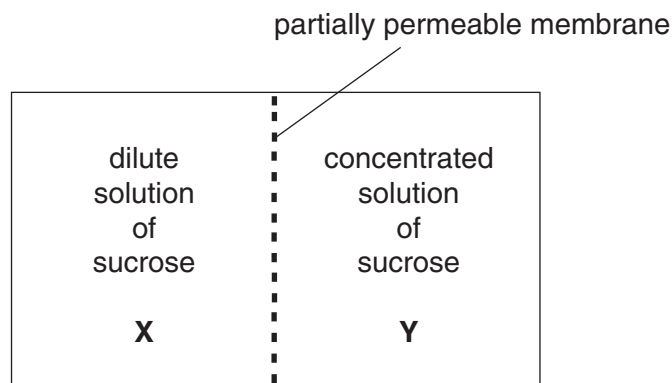 partially permeable membrane
dilute
solution
of
sucrose
X
concentrated
solution
of
sucrose
Y